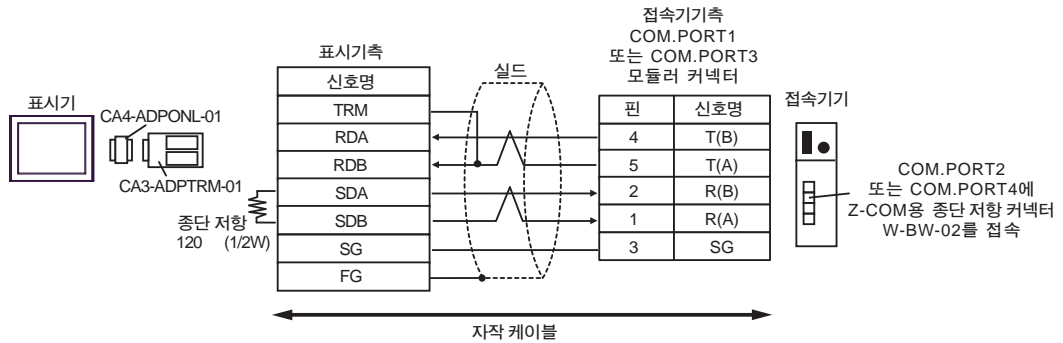 표시기
CA4-ADPONL-01
CA3-ADPTRM-01
종단 저항
120 (1/2W)
표시기측
신호명
TRM
RDA
RDB
SDA
SDB
SG
FG
실드
접속기기측
COM.PORT1
또는 COM.PORT3
모듈러 커넥터
핀 신호명
4 T(B)
5 T(A)
2 R(B)
1 R(A)
3 SG
접속기기
COM.PORT2
또는 COM.PORT4에
Z-COM용 종단 저항 커넥터
W-BW-02를 접속
자작 케이블